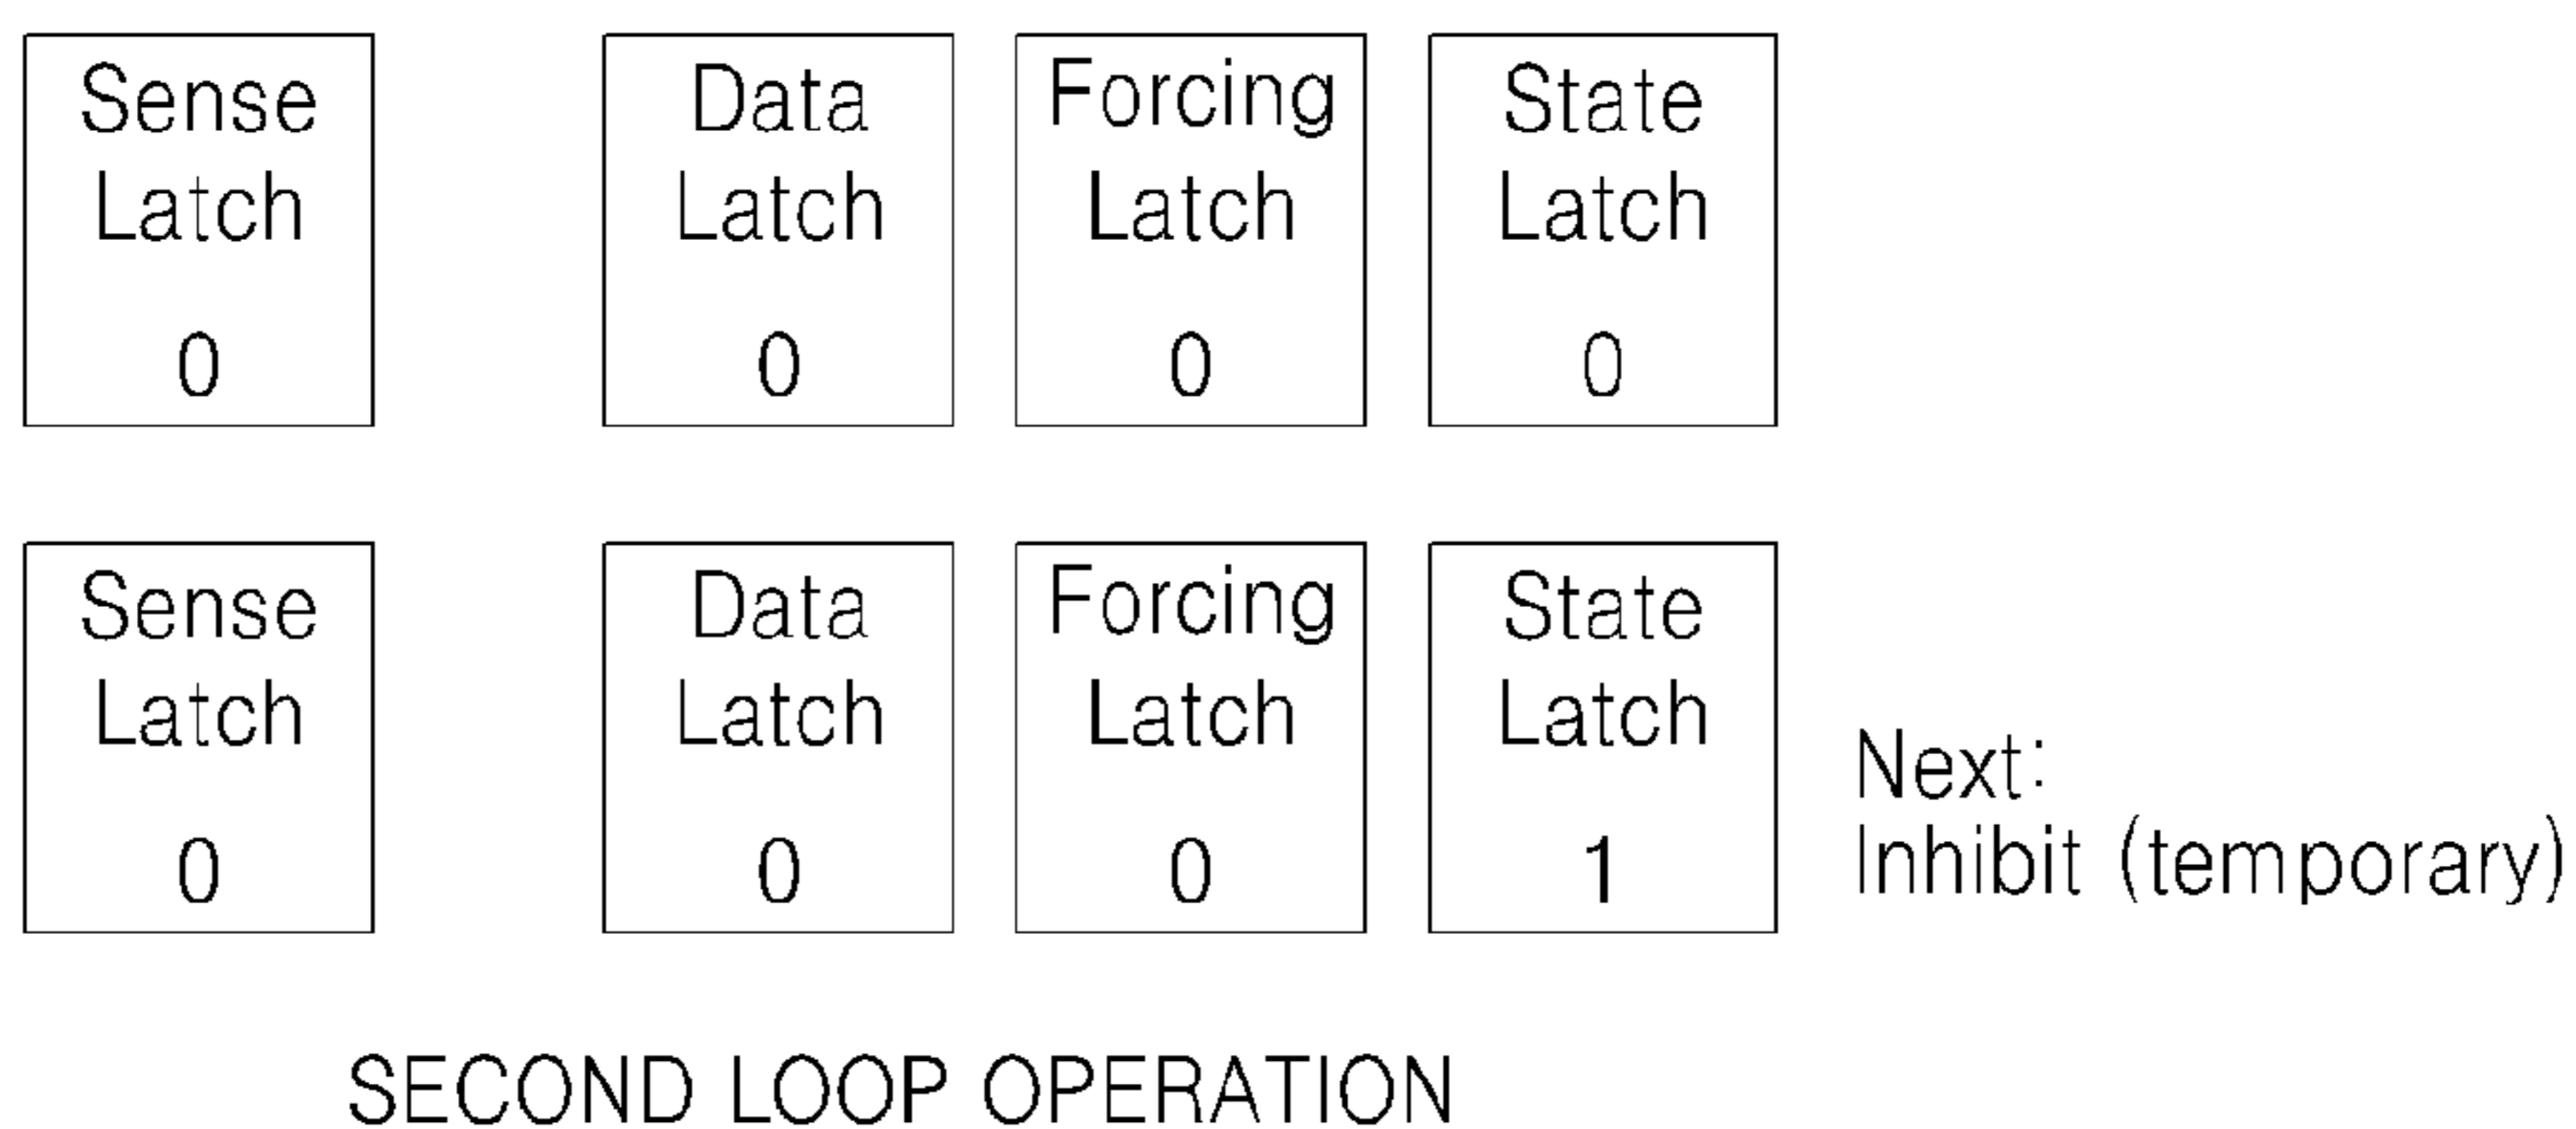 Sense Data Forcing State
Latch Latch Latch Latch
0 0 0 0
Sense Data Forcing State
Latch Latch Latch Latch
Next:
0 0 0 1 Inhibit (temporary)
SECOND LOOP OPERATION